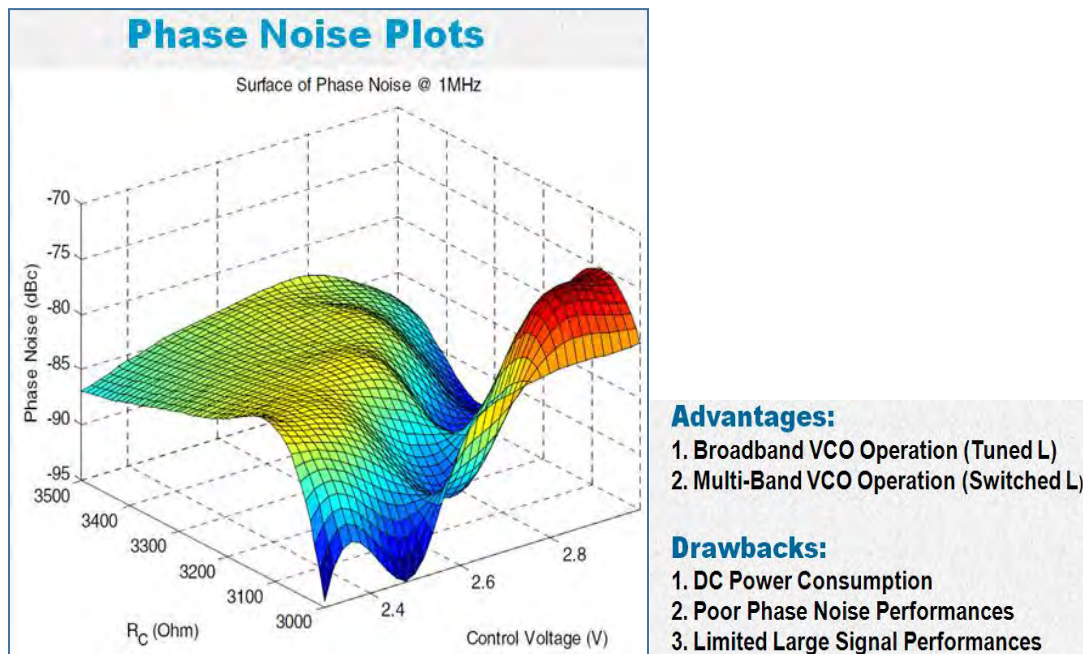 Phase Noise Plots
Surface of Phase Noise @ 1MHz
-70
-75
-80
-85
-90
-95
Phase Noise (dBc)
3500
3400
3300
3200
3100
3000
R_C (Ohm)
2.4
2.6
2.8
Control Voltage (V)
Advantages:
1. Broadband VCO Operation (Tuned L)
2. Multi-Band VCO Operation (Switched L)
Drawbacks:
1. DC Power Consumption
2. Poor Phase Noise Performances
3. Limited Large Signal Performances